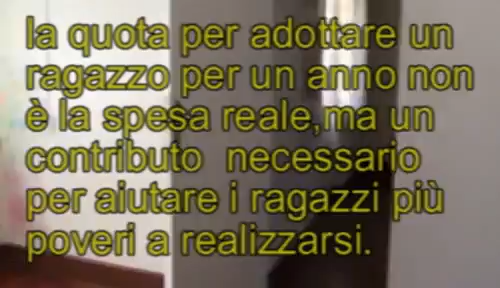 la quota per adottare un
ragazzo per un anno non
è la spesa reale,ma un
contributo necessario
per aiutare i ragazzi più
poveri a realizzarsi.